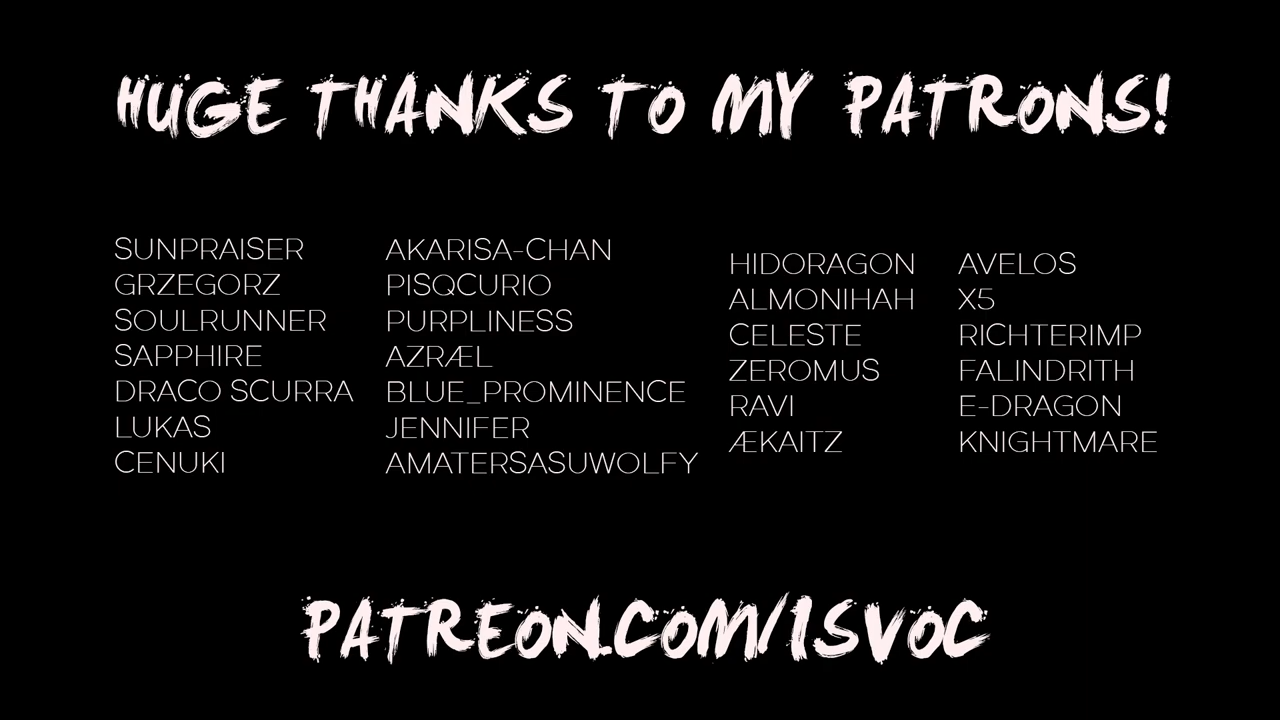 HUGE THANKS TO MY PATRONS!
SUNPRAISER
GRZEGORZ
SOULRUNNER
SAPPHIRE
DRACO SCURRA
LUKAS
CENUKI
AKARISA-CHAN
PISQCURIO
PURPLINESS
AZRÆL
BLUE_PROMINENCE
JENNIFER
AMATERSASUWOLFY
HIDORAGON
ALMONIHAH
CELESTE
ZEROMUS
RAVI
ÆKAITZ
AVELOS
X5
RICHTERIMP
FALINDRITH
E-DRAGON
KNIGHTMARE
PATREON.COM/ISVOC